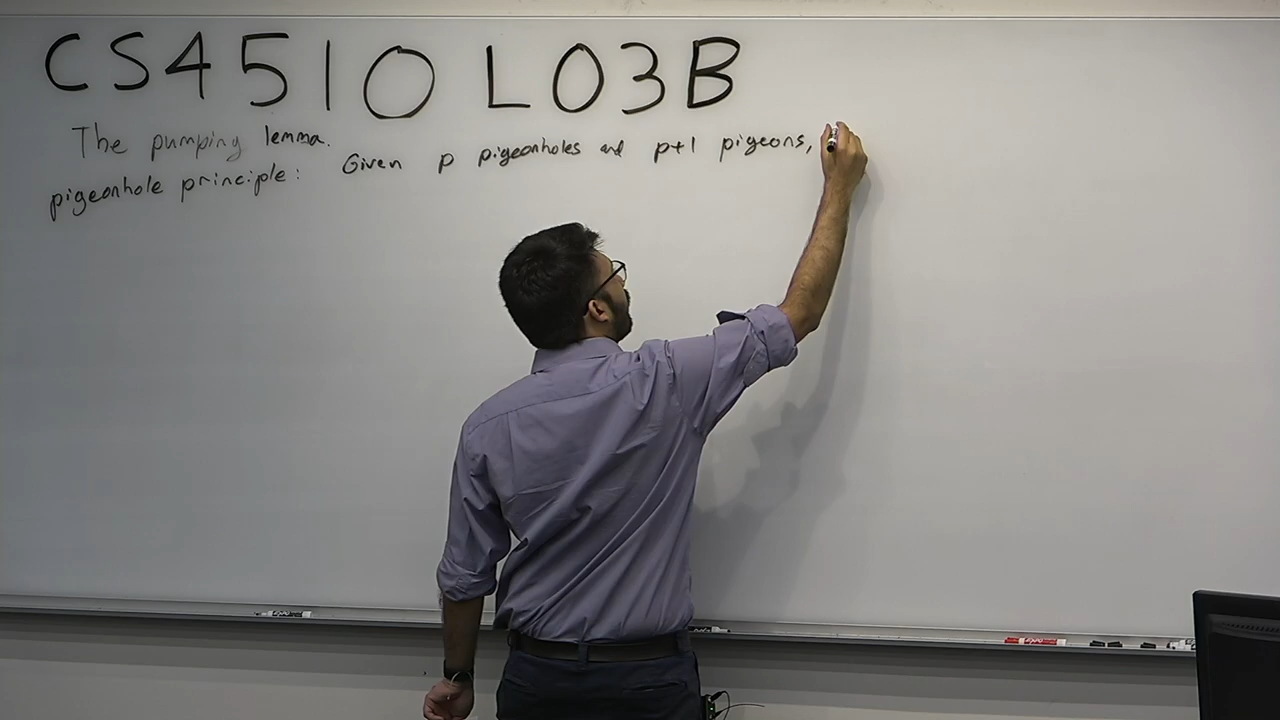 CS4510 L03B
The pumping lemma.
pigeonhole principle: Given p pigeonholes and p+1 pigeons,